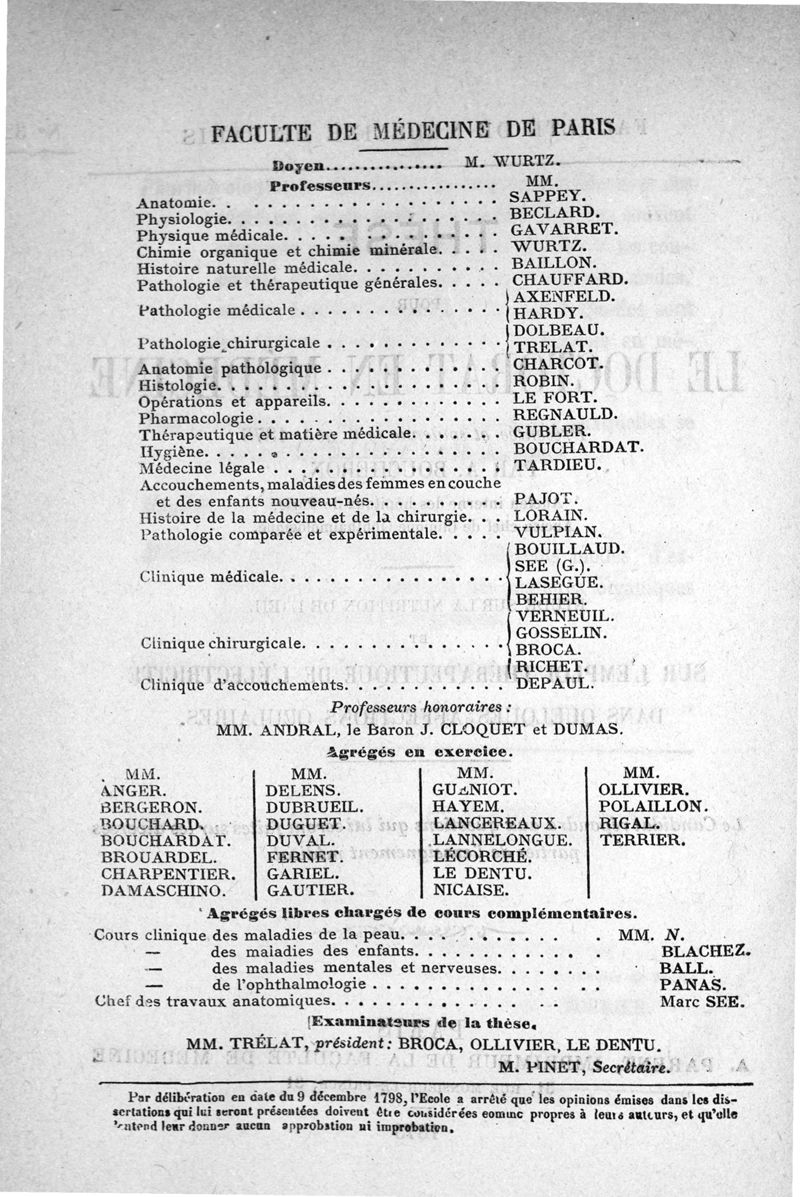 FACULTE DE MÉDECINE DE PARIS
Doyen................ M. WURTZ.
Professeurs................ MM.
Anatomie. . . . . . . . . . . . . . . . . . . SAPPEY.
Physiologie. . . . . . . . . . . . . . . . . . BECLARD.
Physique médicale. . . . . . . . . . . . . . GAVARRET.
Chimie organique et chimie minérale. . . . . WURTZ.
Histoire naturelle médicale. . . . . . . . . . BAILLON.
Pathologie et thérapeutique générales. . . . . CHAUFFARD.
Pathologie médicale . . . . . . . . . . . . . . . { AXENFELD.
HARDY.
Pathologie chirurgicale . . . . . . . . . . . . . { DOLBEAU.
TRELAT.
Anatomie pathologique . . . . . . . . . . . . . CHARCOT.
Histologie. . . . . . . . . . . . . . . . . . . ROBIN.
Opérations et appareils. . . . . . . . . . . . . LE FORT.
Pharmacologie . . . . . . . . . . . . . . . . . REGNAULD.
Thérapeutique et matière médicale. . . . . . . GUBLER.
Hygiène. . . . . . . . . . . . . . . . . . . . BOUCHARDAT.
Médecine légale . . . . . . . . . . . . . . . . TARDIEU.
Accouchements, maladies des femmes en couche
et des enfants nouveau-nés. . . . . . . . . . PAJOT.
Histoire de la médecine et de la chirurgie. . . LORAIN.
Pathologie comparée et expérimentale. . . . . VULPIAN.
Clinique médicale. . . . . . . . . . . . . . . . { BOUILLAUD.
SEE (G.).
LASEGUE.
BEHIER.
Clinique chirurgicale. . . . . . . . . . . . . . { VERNEUIL.
GOSSELIN.
BROCA.
RICHET.
Clinique d'accouchements. . . . . . . . . . . . DEPAUL.
Professeurs honoraires :
MM. ANDRAL, le Baron J. CLOQUET et DUMAS.
Agrégés en exercice.
MM. MM. MM. MM.
ANGER. DELENS. GUÉNIOT. OLLIVIER.
BERGERON. DUBRUEIL. HAYEM. POLAILLON.
BOUCHARD. DUGUET. LANCEREAUX. RIGAL.
BOUCHARDAT. DUVAL. LANNELONGUE. TERRIER.
BROUARDEL. FERNET. LÉCORCHÉ.
CHARPENTIER. GARIEL. LE DENTU.
DAMASCHINO. GAUTIER. NICAISE.
Agrégés libres chargés de cours complémentaires.
Cours clinique des maladies de la peau. . . . . . . . . . . . . MM. N.
— des maladies des enfants. . . . . . . . . . . . . BLACHEZ.
— des maladies mentales et nerveuses. . . . . . . BALL.
— de l'ophthalmologie . . . . . . . . . . . . . . PANAS.
Chef des travaux anatomiques. . . . . . . . . . . . . . Marc SEE.
Examinateurs de la thèse.
MM. TRÉLAT, président: BROCA, OLLIVIER, LE DENTU.
M. PINET, Secrétaire.
Par délibération en date du 9 décembre 1798, l'Ecole a arrêté que les opinions émises dans les dis-
sertations qui lui seront présentées doivent être considérées comme propres à leurs auteurs, et qu'elle
n'entend leur donner aucun approbation ni improbation.